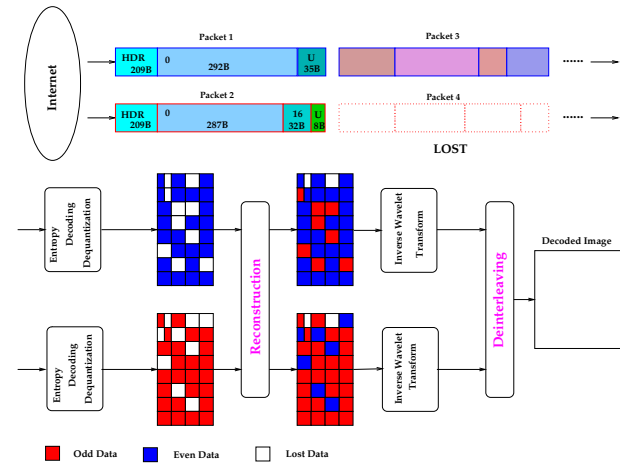 Internet
Packet 1
HDR
209B
0
292B
U
35B
Packet 3
......
Packet 2
HDR
209B
0
287B
16
32B
U
8B
Packet 4
......
LOST
Entropy
Decoding
Dequantization
Reconstruction
Inverse Wavelet
Transform
Deinterleaving
Decoded Image
Entropy
Decoding
Dequantization
Inverse Wavelet
Transform
Odd Data
Even Data
Lost Data